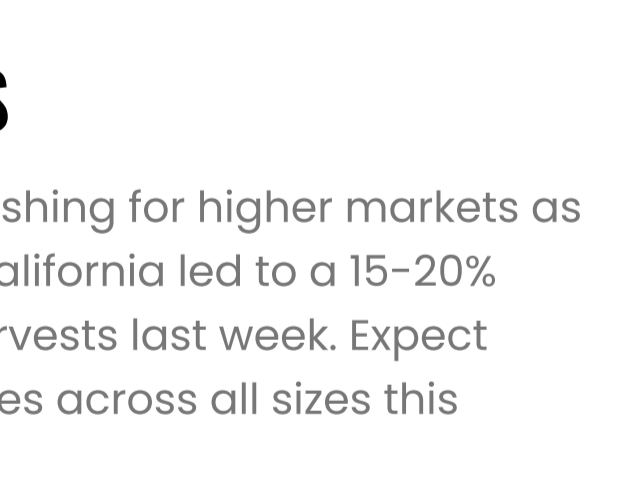 s
shing for higher markets as
alifornia led to a 15-20%
rvests last week. Expect
es across all sizes this